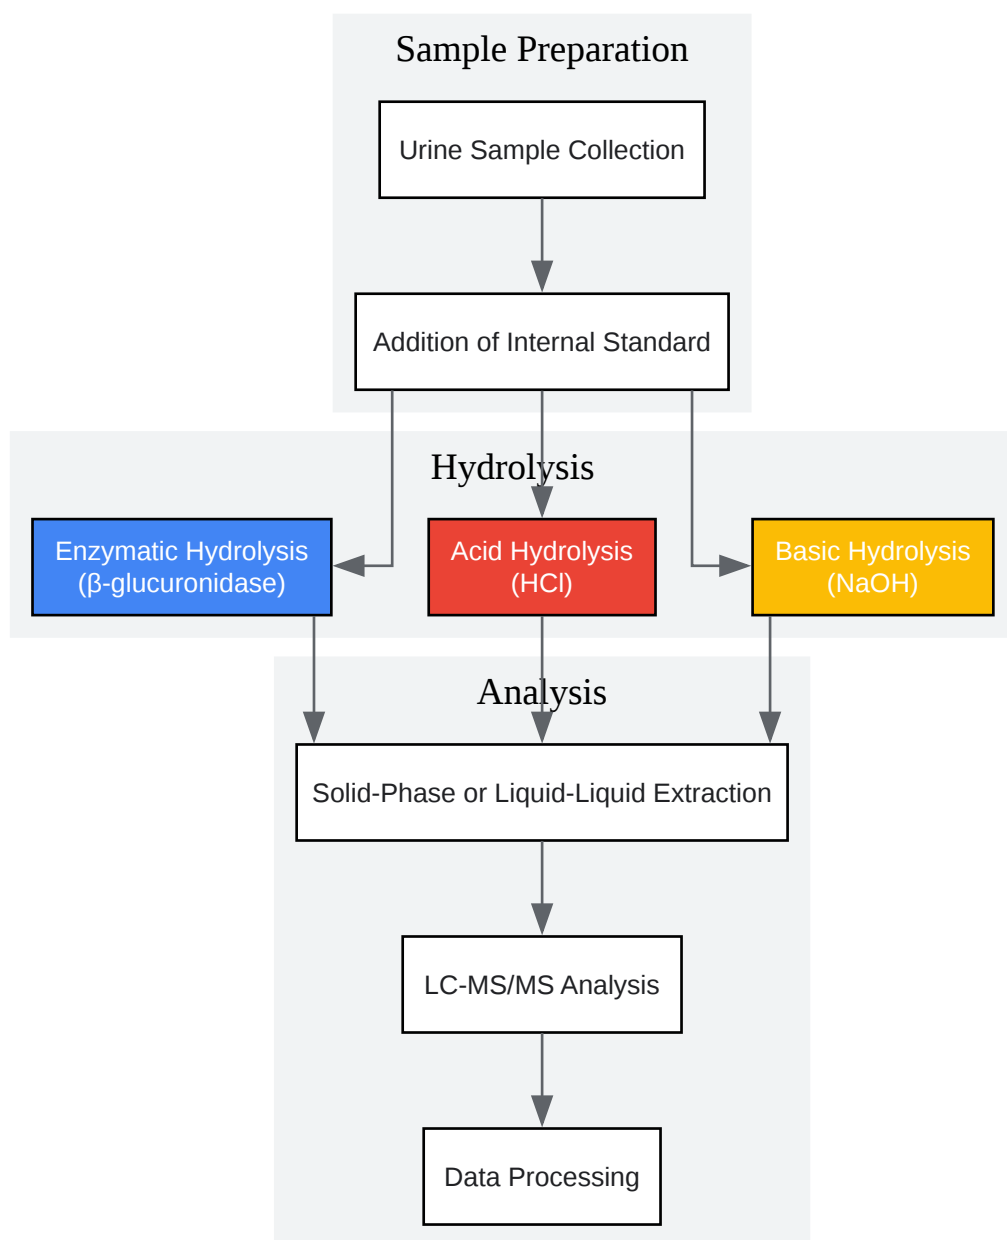 Sample Preparation
Urine Sample Collection
Addition of Internal Standard
Hydrolysis
Enzymatic Hydrolysis
(β-glucuronidase)
Acid Hydrolysis
(HCl)
Basic Hydrolysis
(NaOH)
Analysis
Solid-Phase or Liquid-Liquid Extraction
LC-MS/MS Analysis
Data Processing